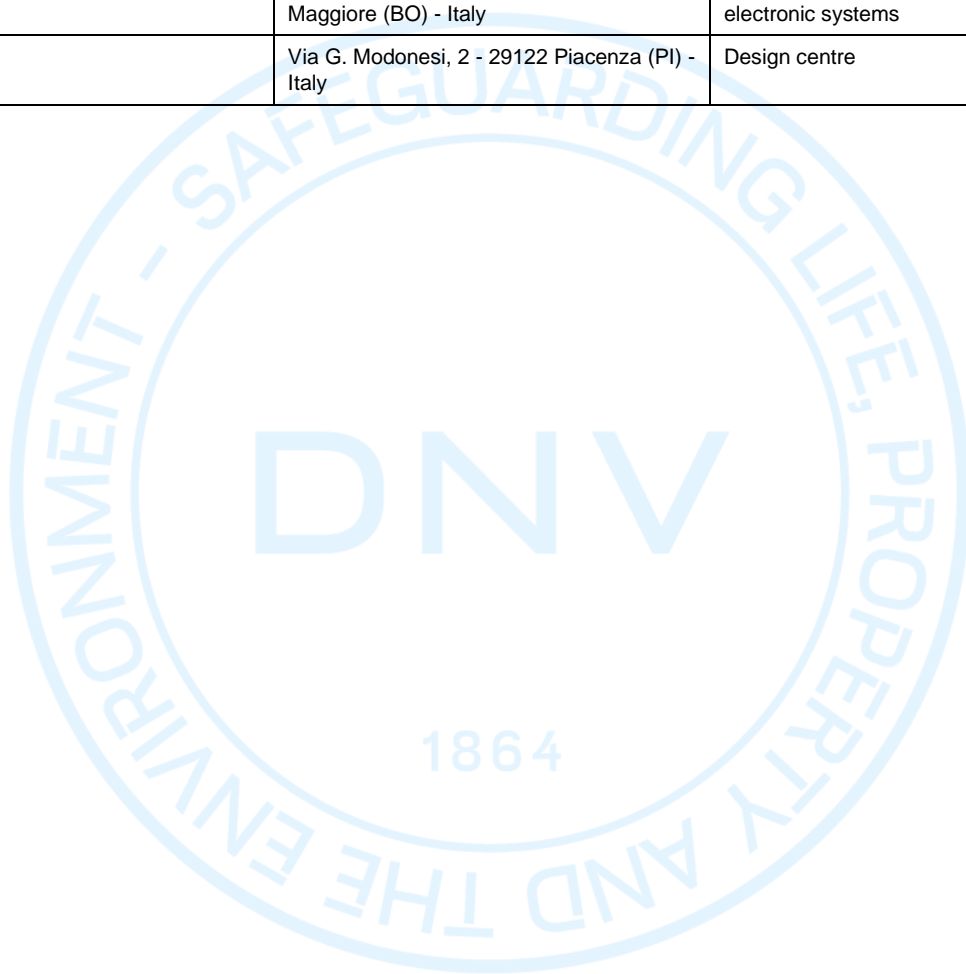 Maggiore (BO) - Italy
electronic systems
Via G. Modonesi, 2 - 29122 Piacenza (PI) -
Italy
Design centre
SAFEGUARDING LIFE, PROPERTY AND THE ENVIRONMENT -
DNV
1864